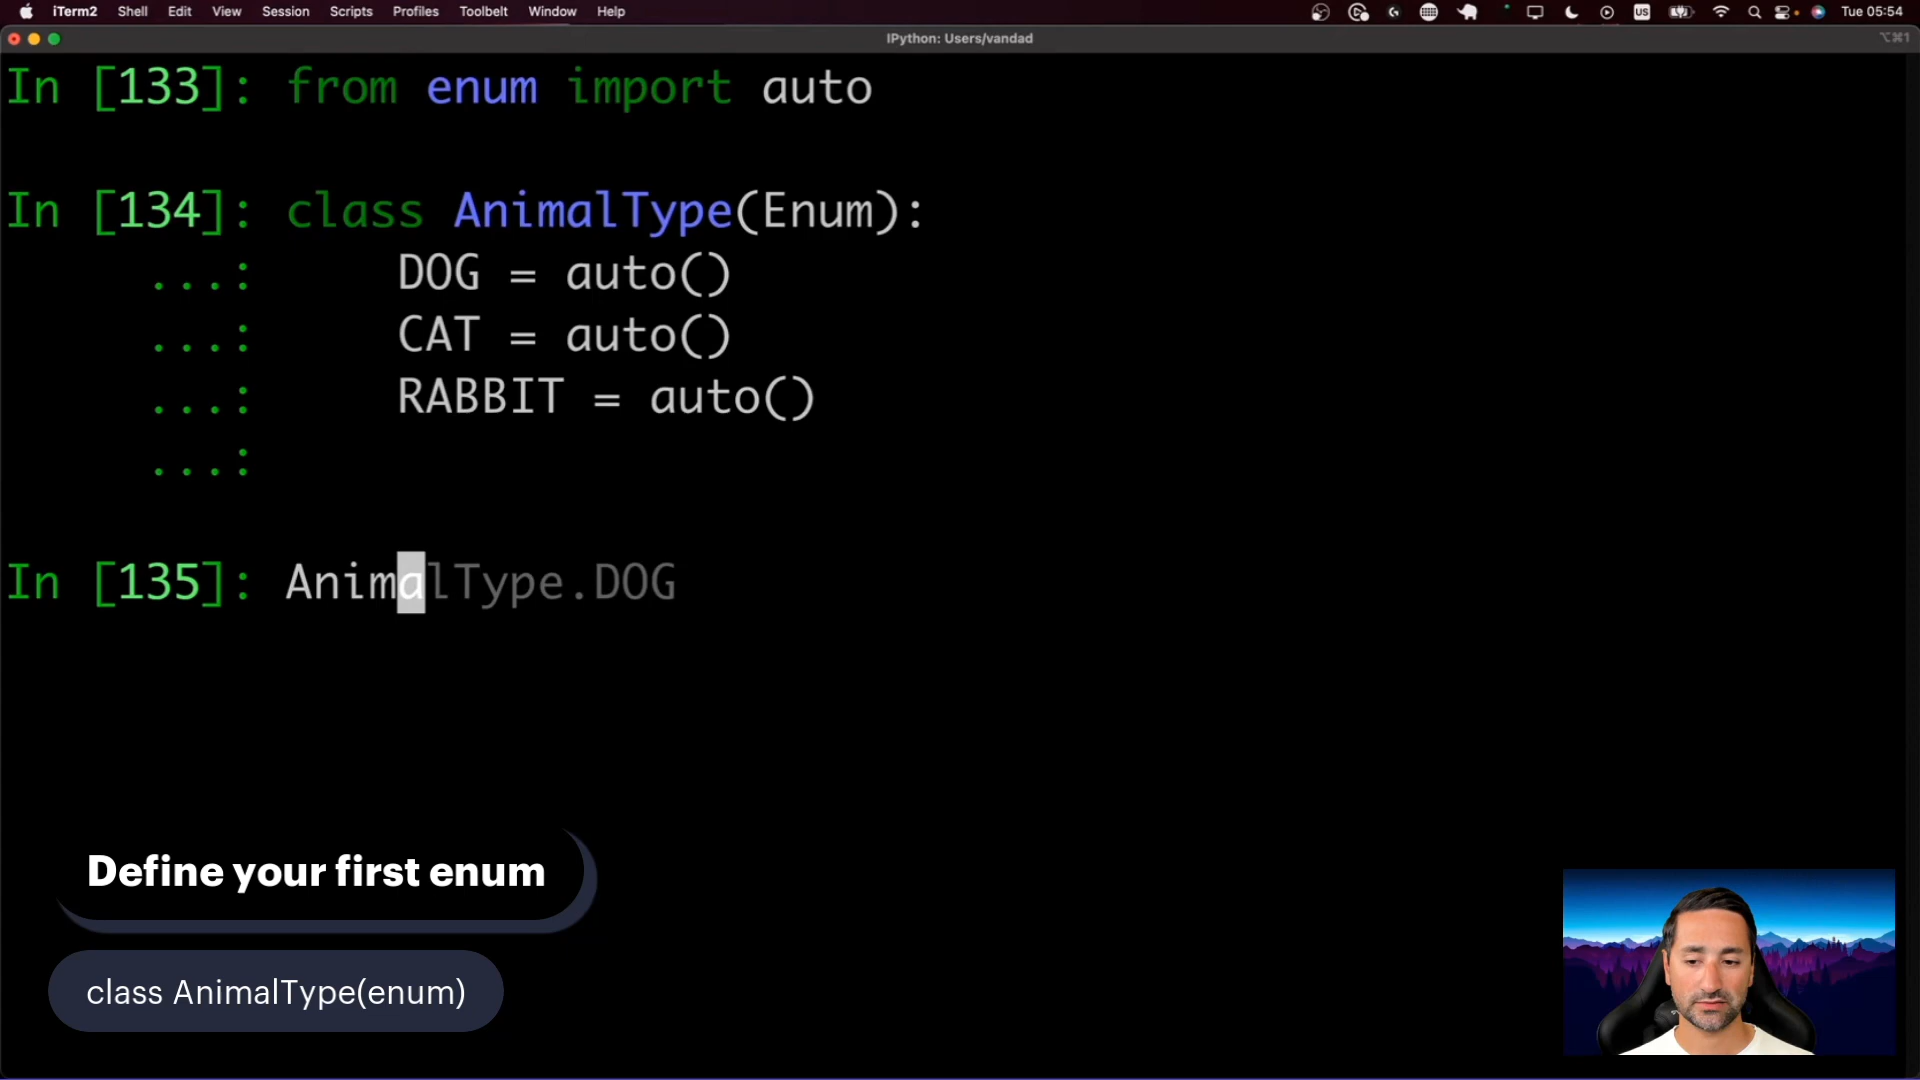 iTerm2 Shell Edit View Session Scripts Profiles Toolbelt Window Help US Tue 05:54
IPython: Users/vandad ⌥⌘1
In [133]: from enum import auto
In [134]: class AnimalType(Enum):
...: DOG = auto()
...: CAT = auto()
...: RABBIT = auto()
...:
In [135]: AnimalType.DOG
Define your first enum
class AnimalType(enum)